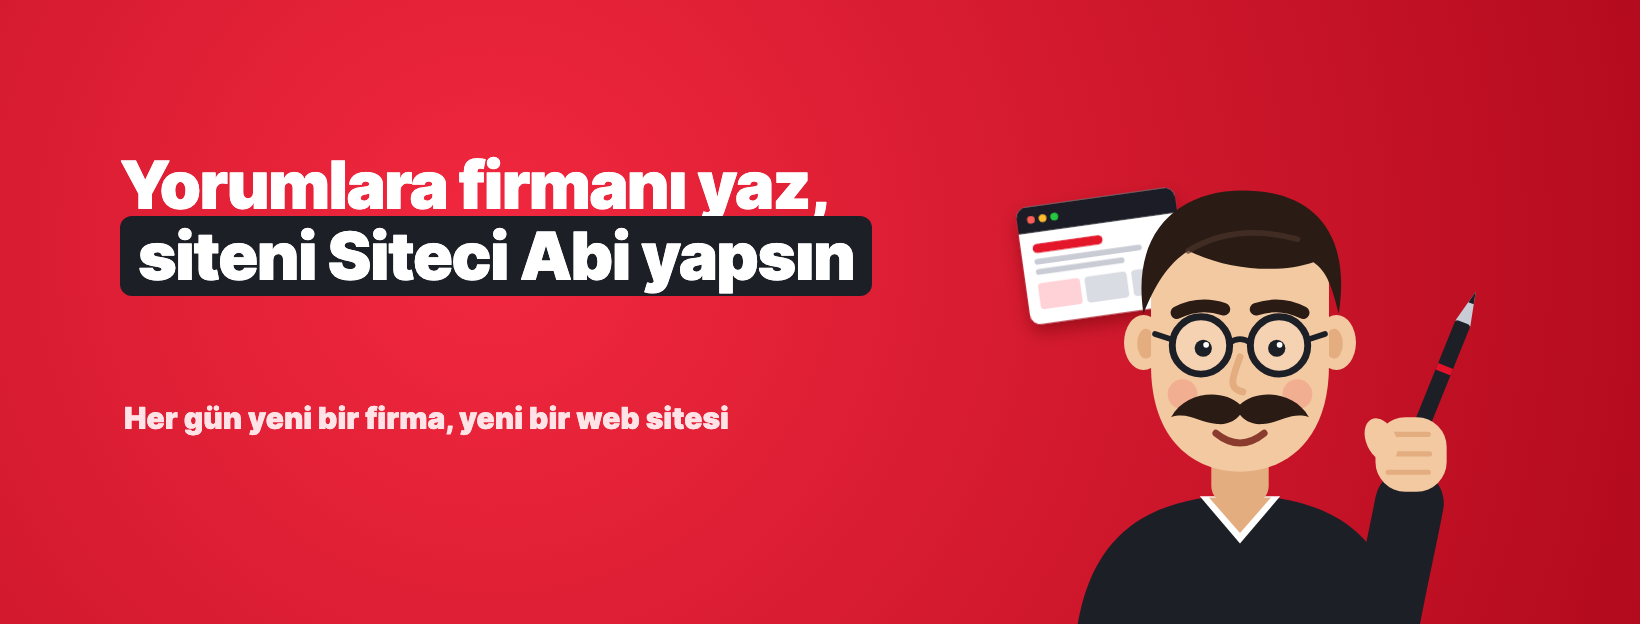 Yorumlara firmanı yaz,
siteni Siteci Abi yapsın
Her gün yeni bir firma, yeni bir web sitesi